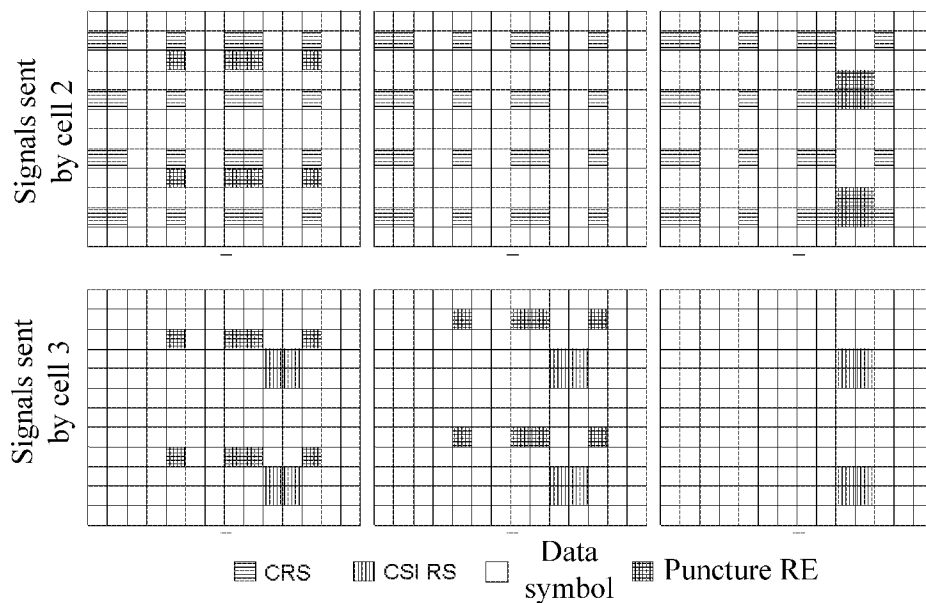 Signals sent
by cell 2
Signals sent
by cell 3
CRS
CSI RS
Data
symbol
Puncture RE